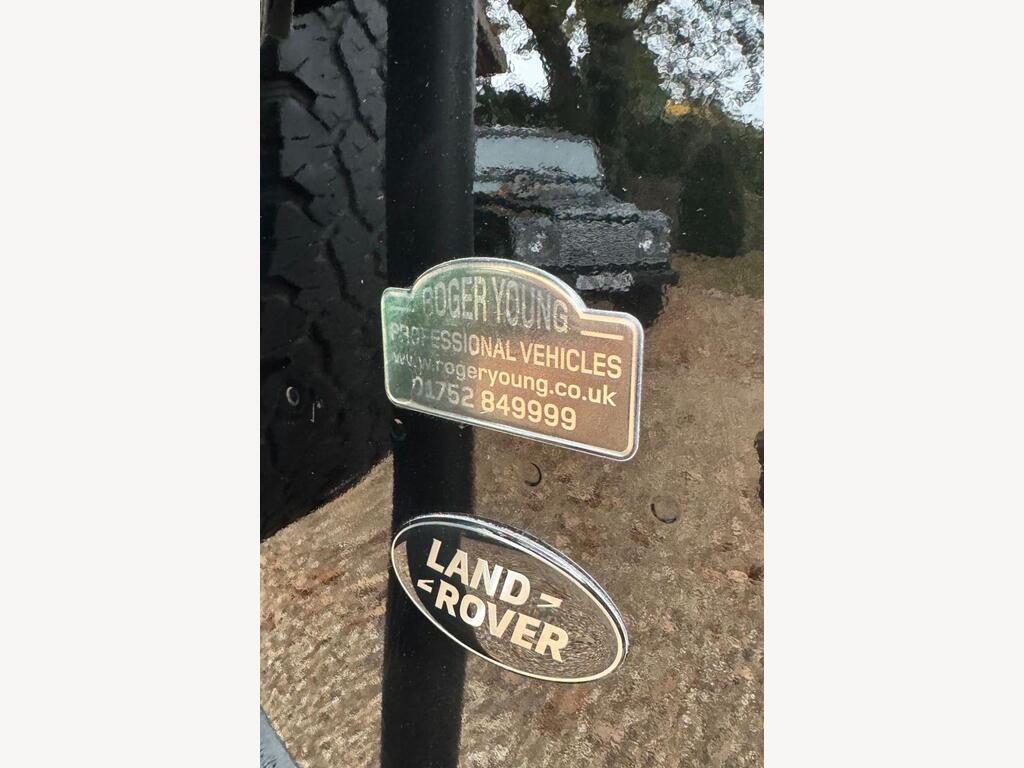 ROGER YOUNG
PROFESSIONAL VEHICLES
www.rogeryoung.co.uk
01752 849999
LAND
ROVER